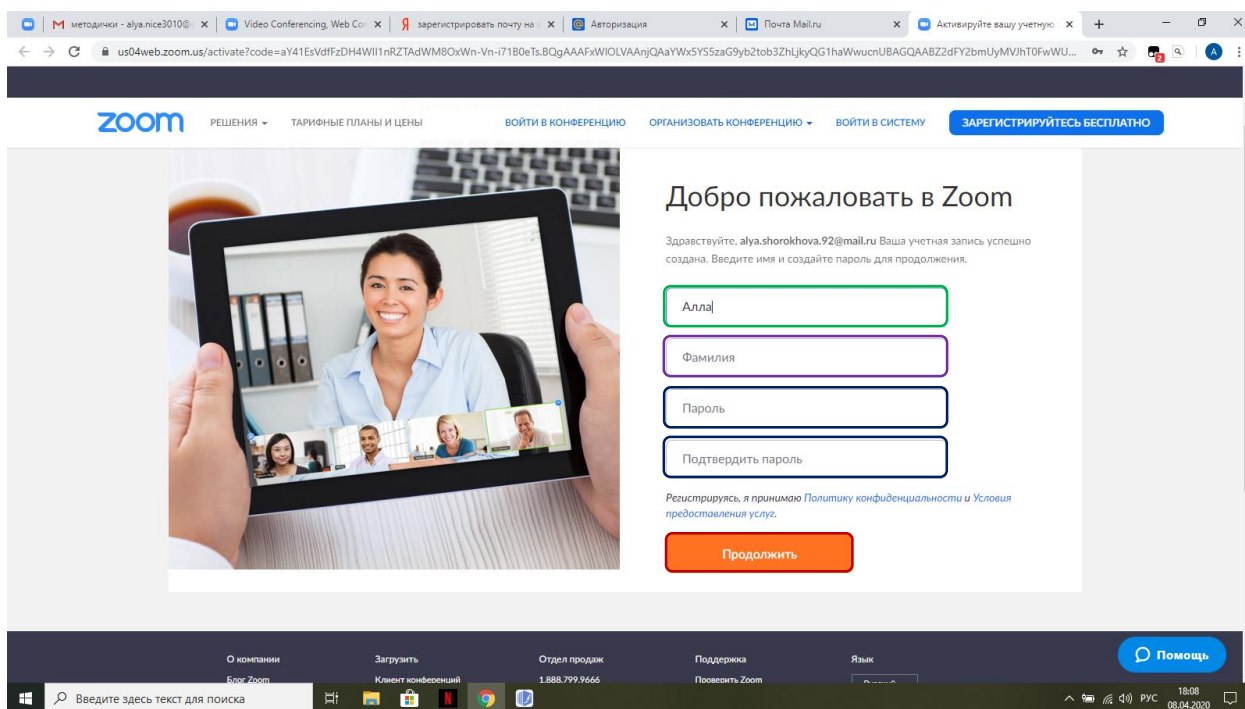 методички - alya.nice3010@
Video Conferencing, Web Co
зарегистрировать почту на
Авторизация
Почта Mail.ru
Активируйте вашу учетную
us04web.zoom.us/activate?code=
zoom
РЕШЕНИЯ
ТАРИФНЫЕ ПЛАНЫ И ЦЕНЫ
ВОЙТИ В КОНФЕРЕНЦИЮ
ОРГАНИЗОВАТЬ КОНФЕРЕНЦИЮ
ВОЙТИ В СИСТЕМУ
ЗАРЕГИСТРИРУЙТЕСЬ БЕСПЛАТНО
Добро пожаловать в Zoom
Здравствуйте, alya.shorokhova.92@mail.ru Ваша учетная запись успешно
создана. Введите имя и создайте пароль для продолжения.
Алла
Фамилия
Пароль
Подтвердить пароль
Регистрируясь, я принимаю Политику конфиденциальности и Условия
предоставления услуг.
Продолжить
О компании
Загрузить
Отдел продаж
Поддержка
Язык
Блог Zoom
Клиент конференций
1.888.799.9666
Проверить Zoom
Помощь
Введите здесь текст для поиска
РУС
18:08
08.04.2020